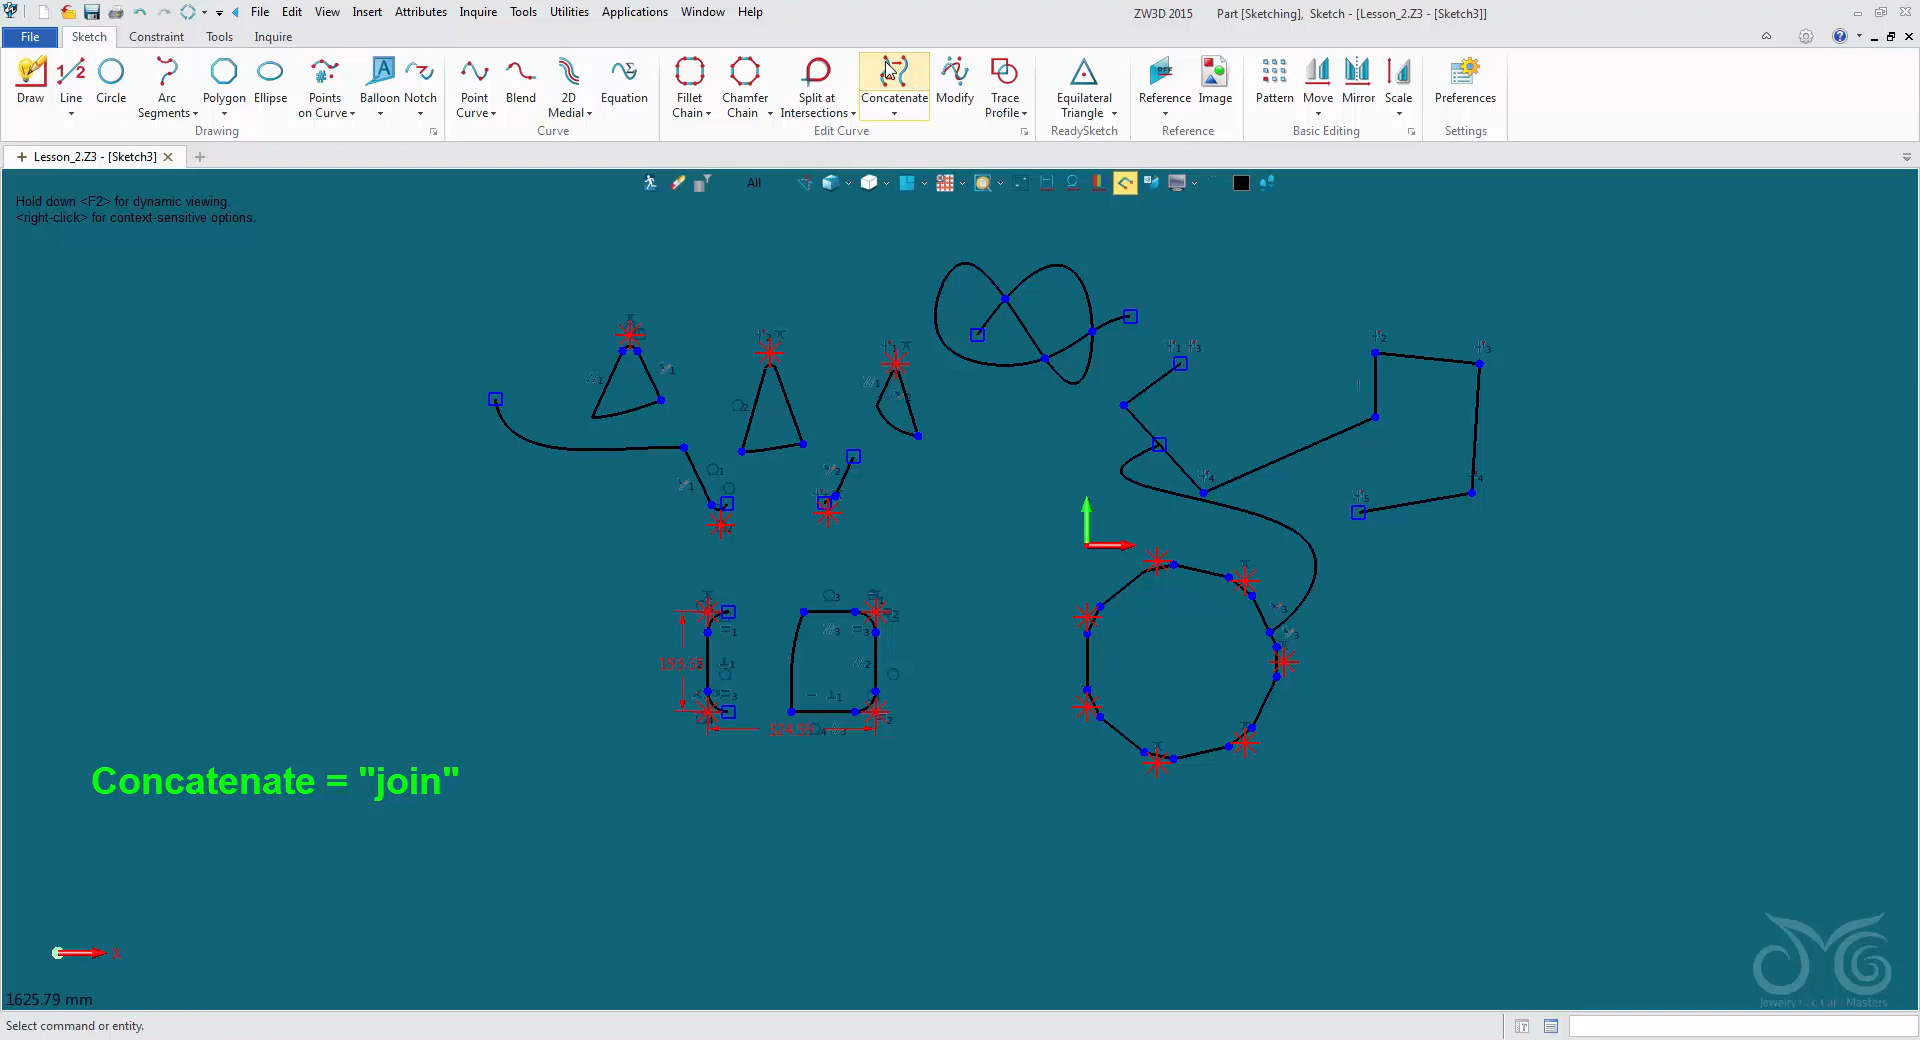 File Edit View Insert Attributes Inquire Tools Utilities Applications Window Help ZW3D 2015 Part [Sketching], Sketch - [Lesson_2.Z3 - [Sketch3]]
File Sketch Constraint Tools Inquire
Draw Line Circle Arc Segments Polygon Ellipse Points on Curve Balloon Notch Point Curve Blend 2D Medial Equation Fillet Chain Chamfer Chain Split at Intersections Concatenate Modify Trace Profile Equilateral Triangle Reference Image Pattern Move Mirror Scale Preferences
Drawing Curve Edit Curve ReadySketch Reference Basic Editing Settings
Lesson_2.Z3 - [Sketch3]
All
Hold down <F2> for dynamic viewing.
<right-click> for context-sensitive options.
Concatenate = "join"
X
1625.79 mm
Select command or entity.